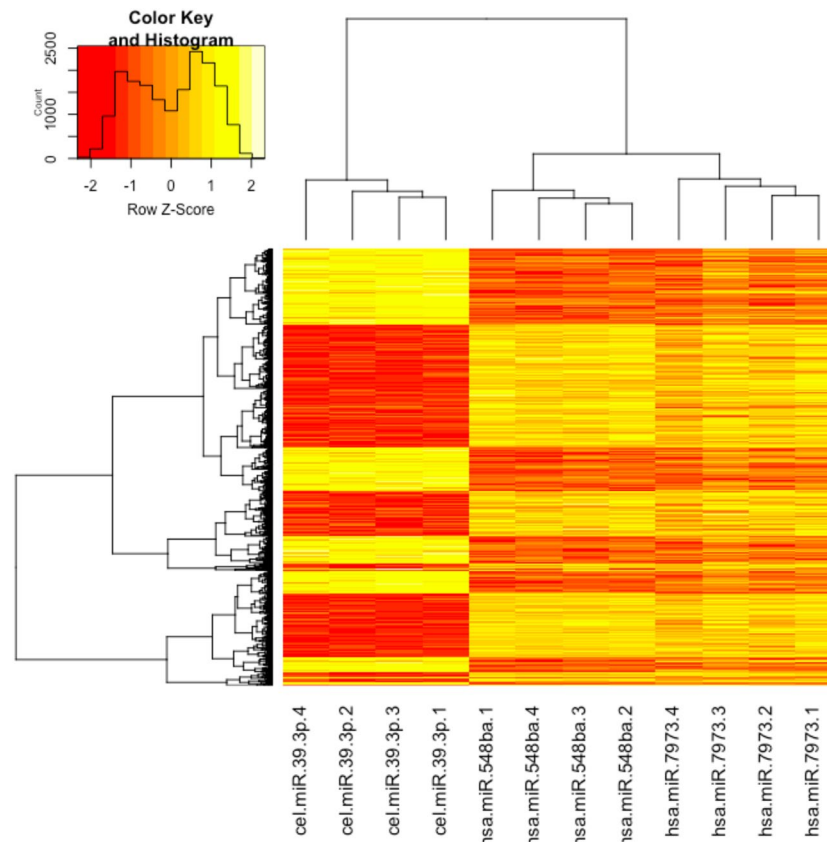 Color Key
and Histogram
Count
0
1000
2500
-2 -1 0 1 2
Row Z-Score
cel.miR.39.3p.4
cel.miR.39.3p.2
cel.miR.39.3p.3
cel.miR.39.3p.1
hsa.miR.548ba.1
hsa.miR.548ba.4
hsa.miR.548ba.3
hsa.miR.548ba.2
hsa.miR.7973.4
hsa.miR.7973.3
hsa.miR.7973.2
hsa.miR.7973.1